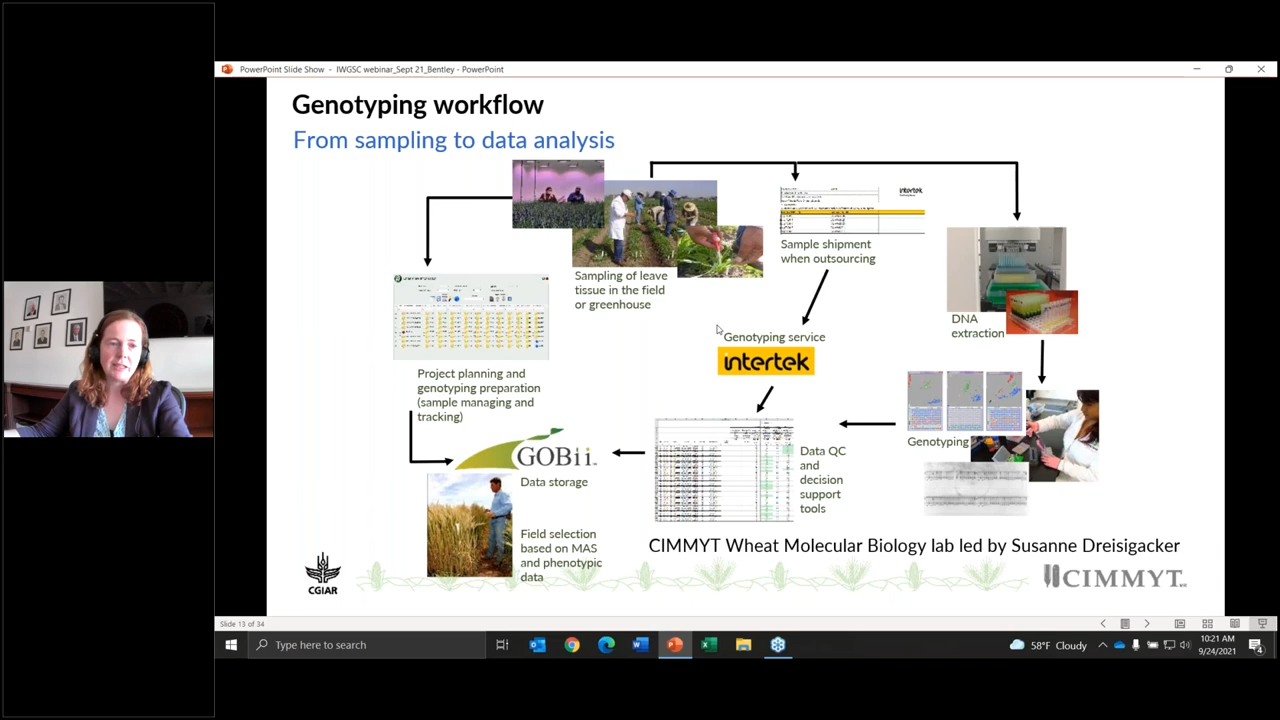 PowerPoint Slide Show - IWGSC webinar_Sept 21_Bentley - PowerPoint
Genotyping workflow
From sampling to data analysis
intertek
Sample shipment
when outsourcing
Sampling of leave
tissue in the field
or greenhouse
DNA
extraction
Genotyping service
intertek
Project planning and
genotyping preparation
(sample managing and
tracking)
Genotyping
Data QC
and
decision
support
tools
GOBii
Data storage
Field selection
based on MAS
and phenotypic
data
CIMMYT Wheat Molecular Biology lab led by Susanne Dreisigacker
CGIAR
CIMMYT
Slide 13 of 34
Type here to search
58°F Cloudy
10:21 AM
9/24/2021
4